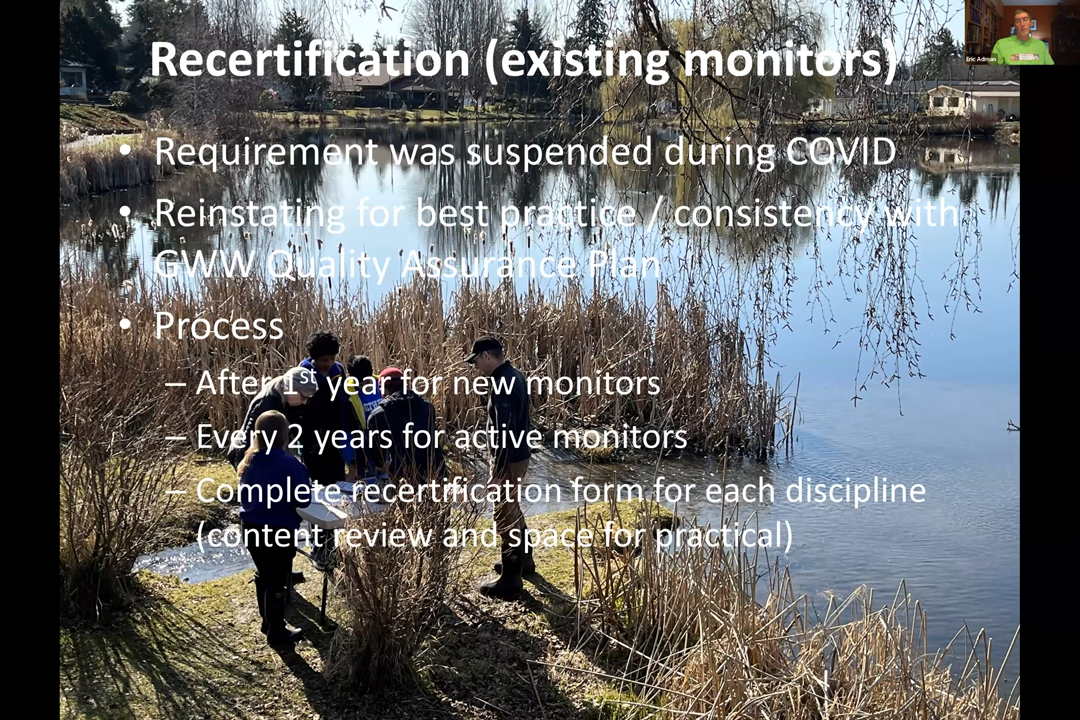 Recertification (existing monitors)
Eric Adman
• Requirement was suspended during COVID
• Reinstating for best practice / consistency with
GWW Quality Assurance Plan
• Process
– After 1st year for new monitors
– Every 2 years for active monitors
– Complete recertification form for each discipline
(content review and space for practical)